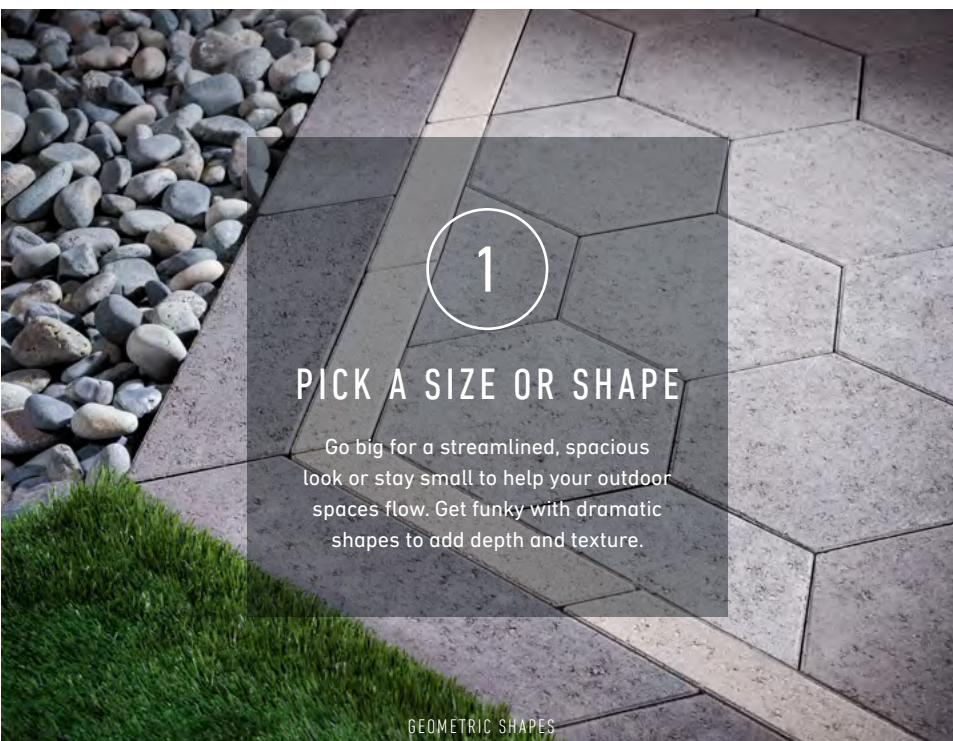 1
PICK A SIZE OR SHAPE
Go big for a streamlined, spacious
look or stay small to help your outdoor
spaces flow. Get funky with dramatic
shapes to add depth and texture.
GEOMETRIC SHAPES